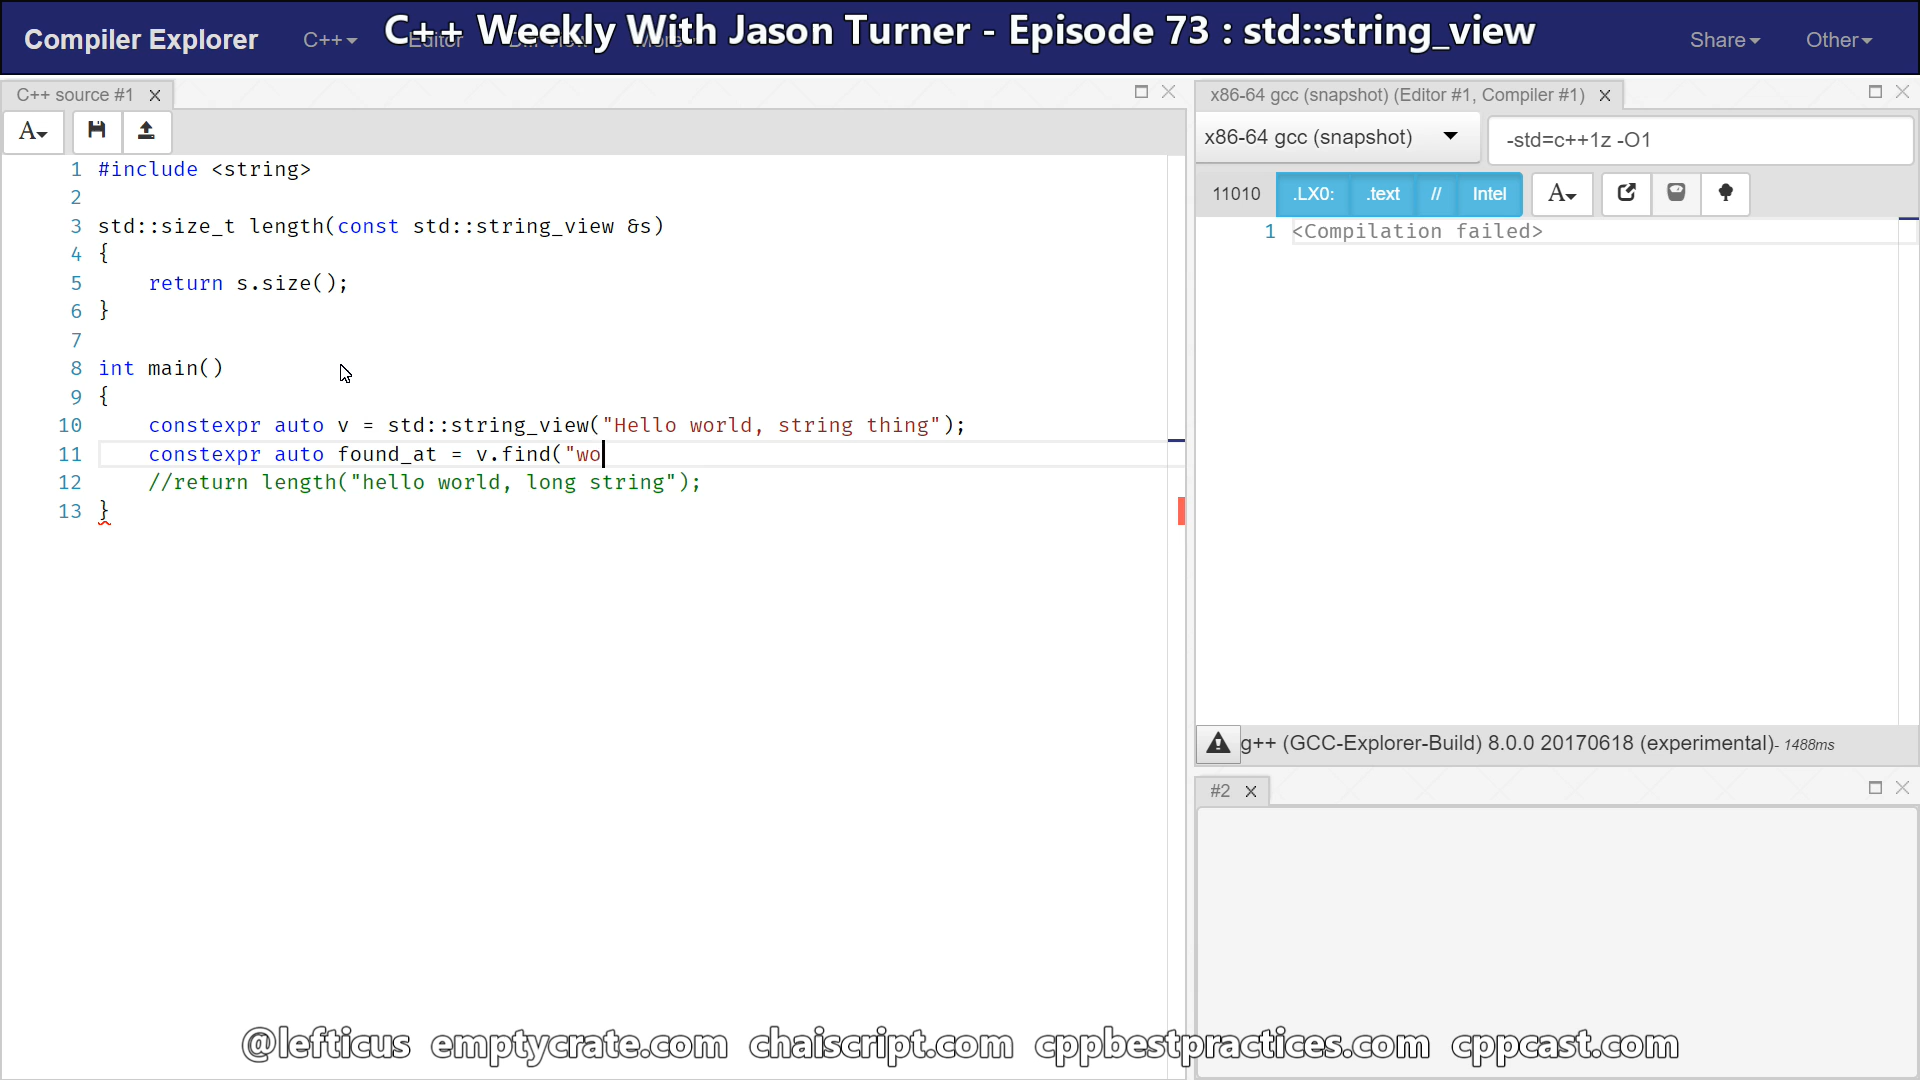 C++ Weekly With Jason Turner - Episode 73 : std::string_view
Compiler Explorer
C++
Editor
Share
Other
C++ source #1
A
1 #include <string>
2
3 std::size_t length(const std::string_view &s)
4 {
5     return s.size();
6 }
7
8 int main()
9 {
10     constexpr auto v = std::string_view("Hello world, string thing");
11     constexpr auto found_at = v.find("wo
12     //return length("hello world, long string");
13 }
x86-64 gcc (snapshot) (Editor #1, Compiler #1)
x86-64 gcc (snapshot)
-std=c++1z -O1
11010
.LX0:
.text
//
Intel
A
1 <Compilation failed>
g++ (GCC-Explorer-Build) 8.0.0 20170618 (experimental)- 1488ms
#2
@lefticus emptycrate.com chaiscript.com cppbestpractices.com cppcast.com